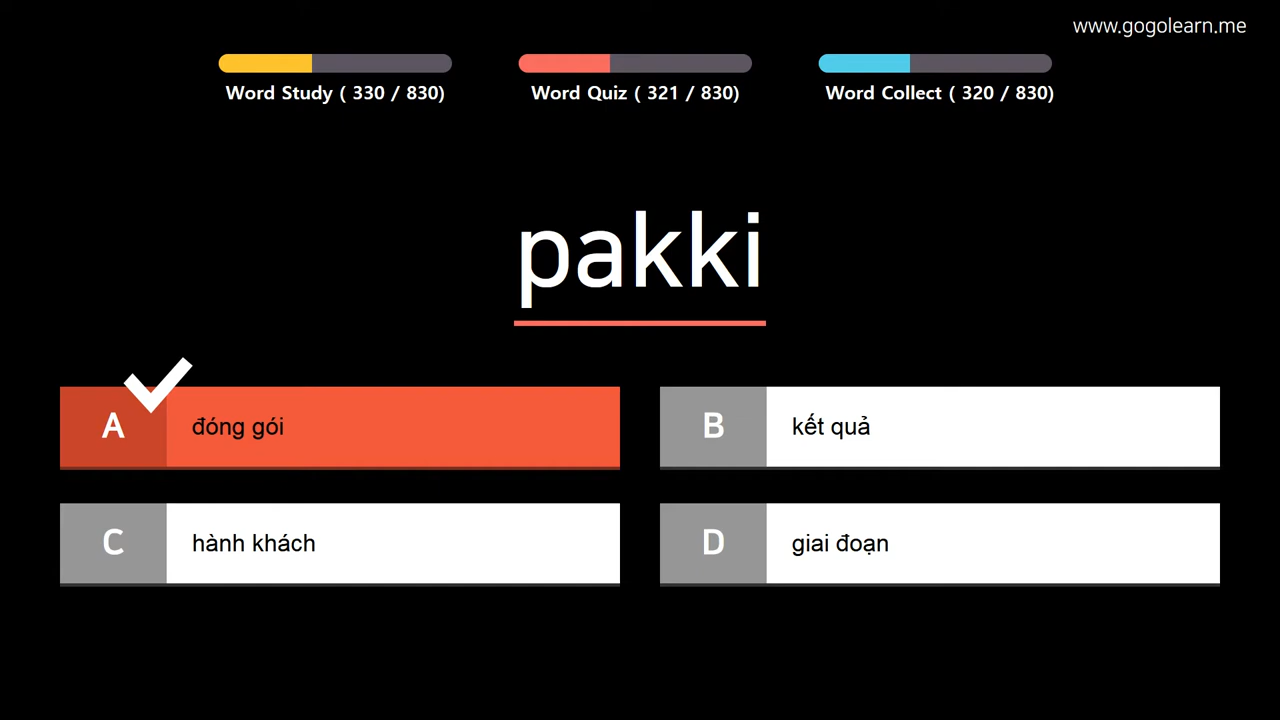 www.gogolearn.me
Word Study ( 330 / 830)
Word Quiz ( 321 / 830)
Word Collect ( 320 / 830)
pakki
A đóng gói
B kết quả
C hành khách
D giai đoạn